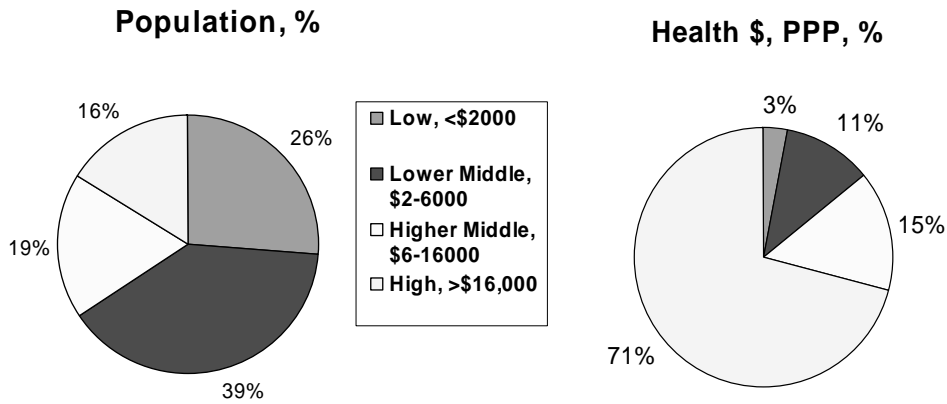 Population, %
16%
26%
19%
39%
Low, <$2000
Lower Middle,
$2-6000
Higher Middle,
$6-16000
High, >$16,000
Health $, PPP, %
3%
11%
15%
71%